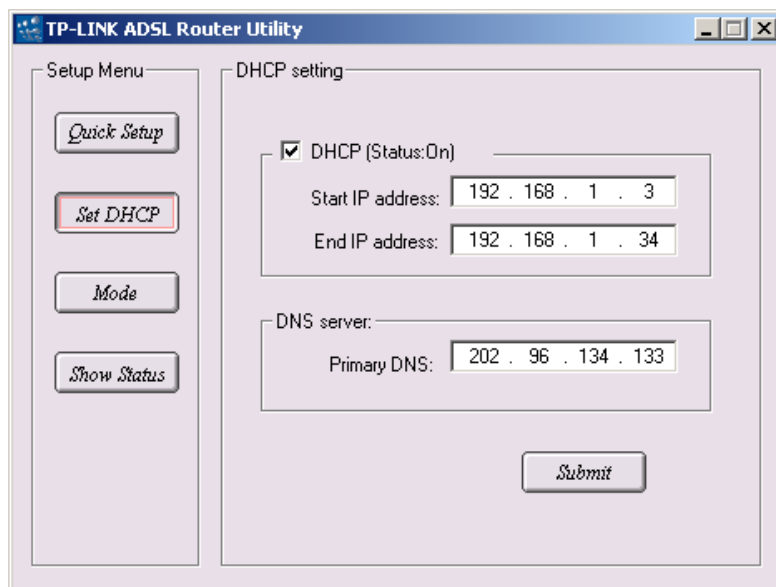 TP-LINK ADSL Router Utility
Setup Menu
Quick Setup
Set DHCP
Mode
Show Status
DHCP setting
DHCP (Status:On)
Start IP address: 192 . 168 . 1 . 3
End IP address: 192 . 168 . 1 . 34
DNS server:
Primary DNS: 202 . 96 . 134 . 133
Submit